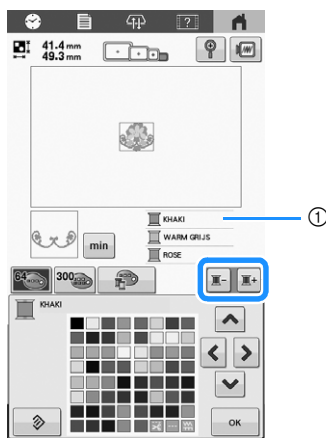 ?
41.4 mm
49.3 mm
KHAKI
①
WARM GRIJS
min
ROSE
64
300
KHAKI
OK